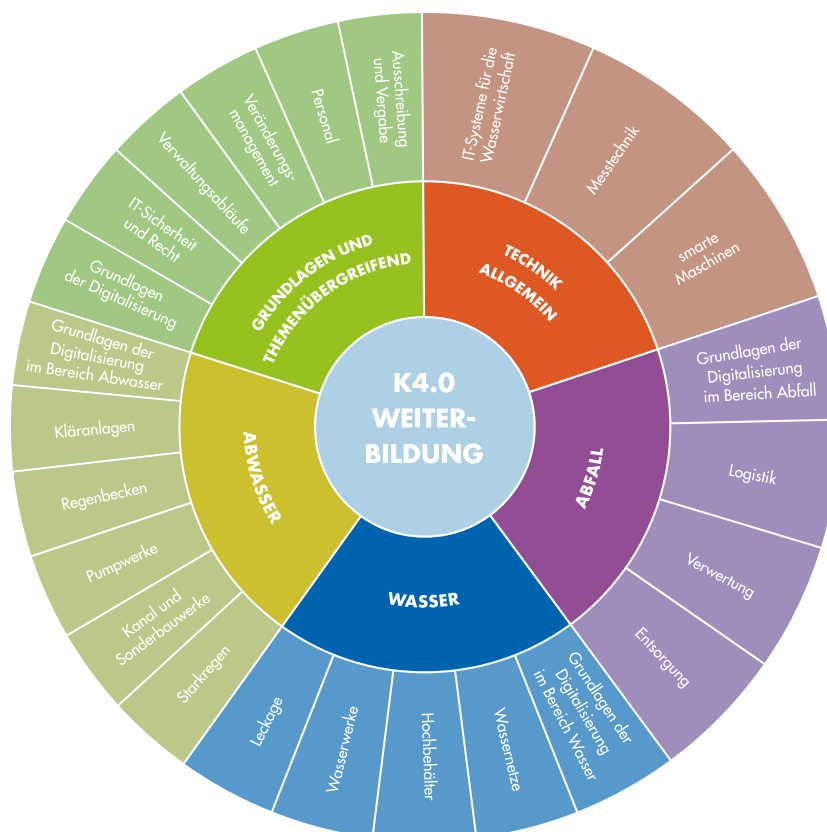 K4.0
WEITER-
BILDUNG
GRUNDLAGEN UND
THEMENÜBERGREIFEND
Grundlagen
der Digitalisierung
IT-Sicherheit
und Recht
Verwaltungsabläufe
Veränderungs-
management
Personal
Ausschreibung
und Vergabe
TECHNIK
ALLGEMEIN
IT-Systeme für die
Wasserwirtschaft
Messtechnik
smarte
Maschinen
ABFALL
Grundlagen der
Digitalisierung
im Bereich Abfall
Logistik
Verwertung
Entsorgung
WASSER
Grundlagen der
Digitalisierung
im Bereich Wasser
Wassernetze
Hochbehälter
Wasserwerke
Leckage
ABWASSER
Starkregen
Kanal und
Sonderbauwerke
Pumpwerke
Regenbecken
Kläranlagen
Grundlagen der
Digitalisierung
im Bereich Abwasser